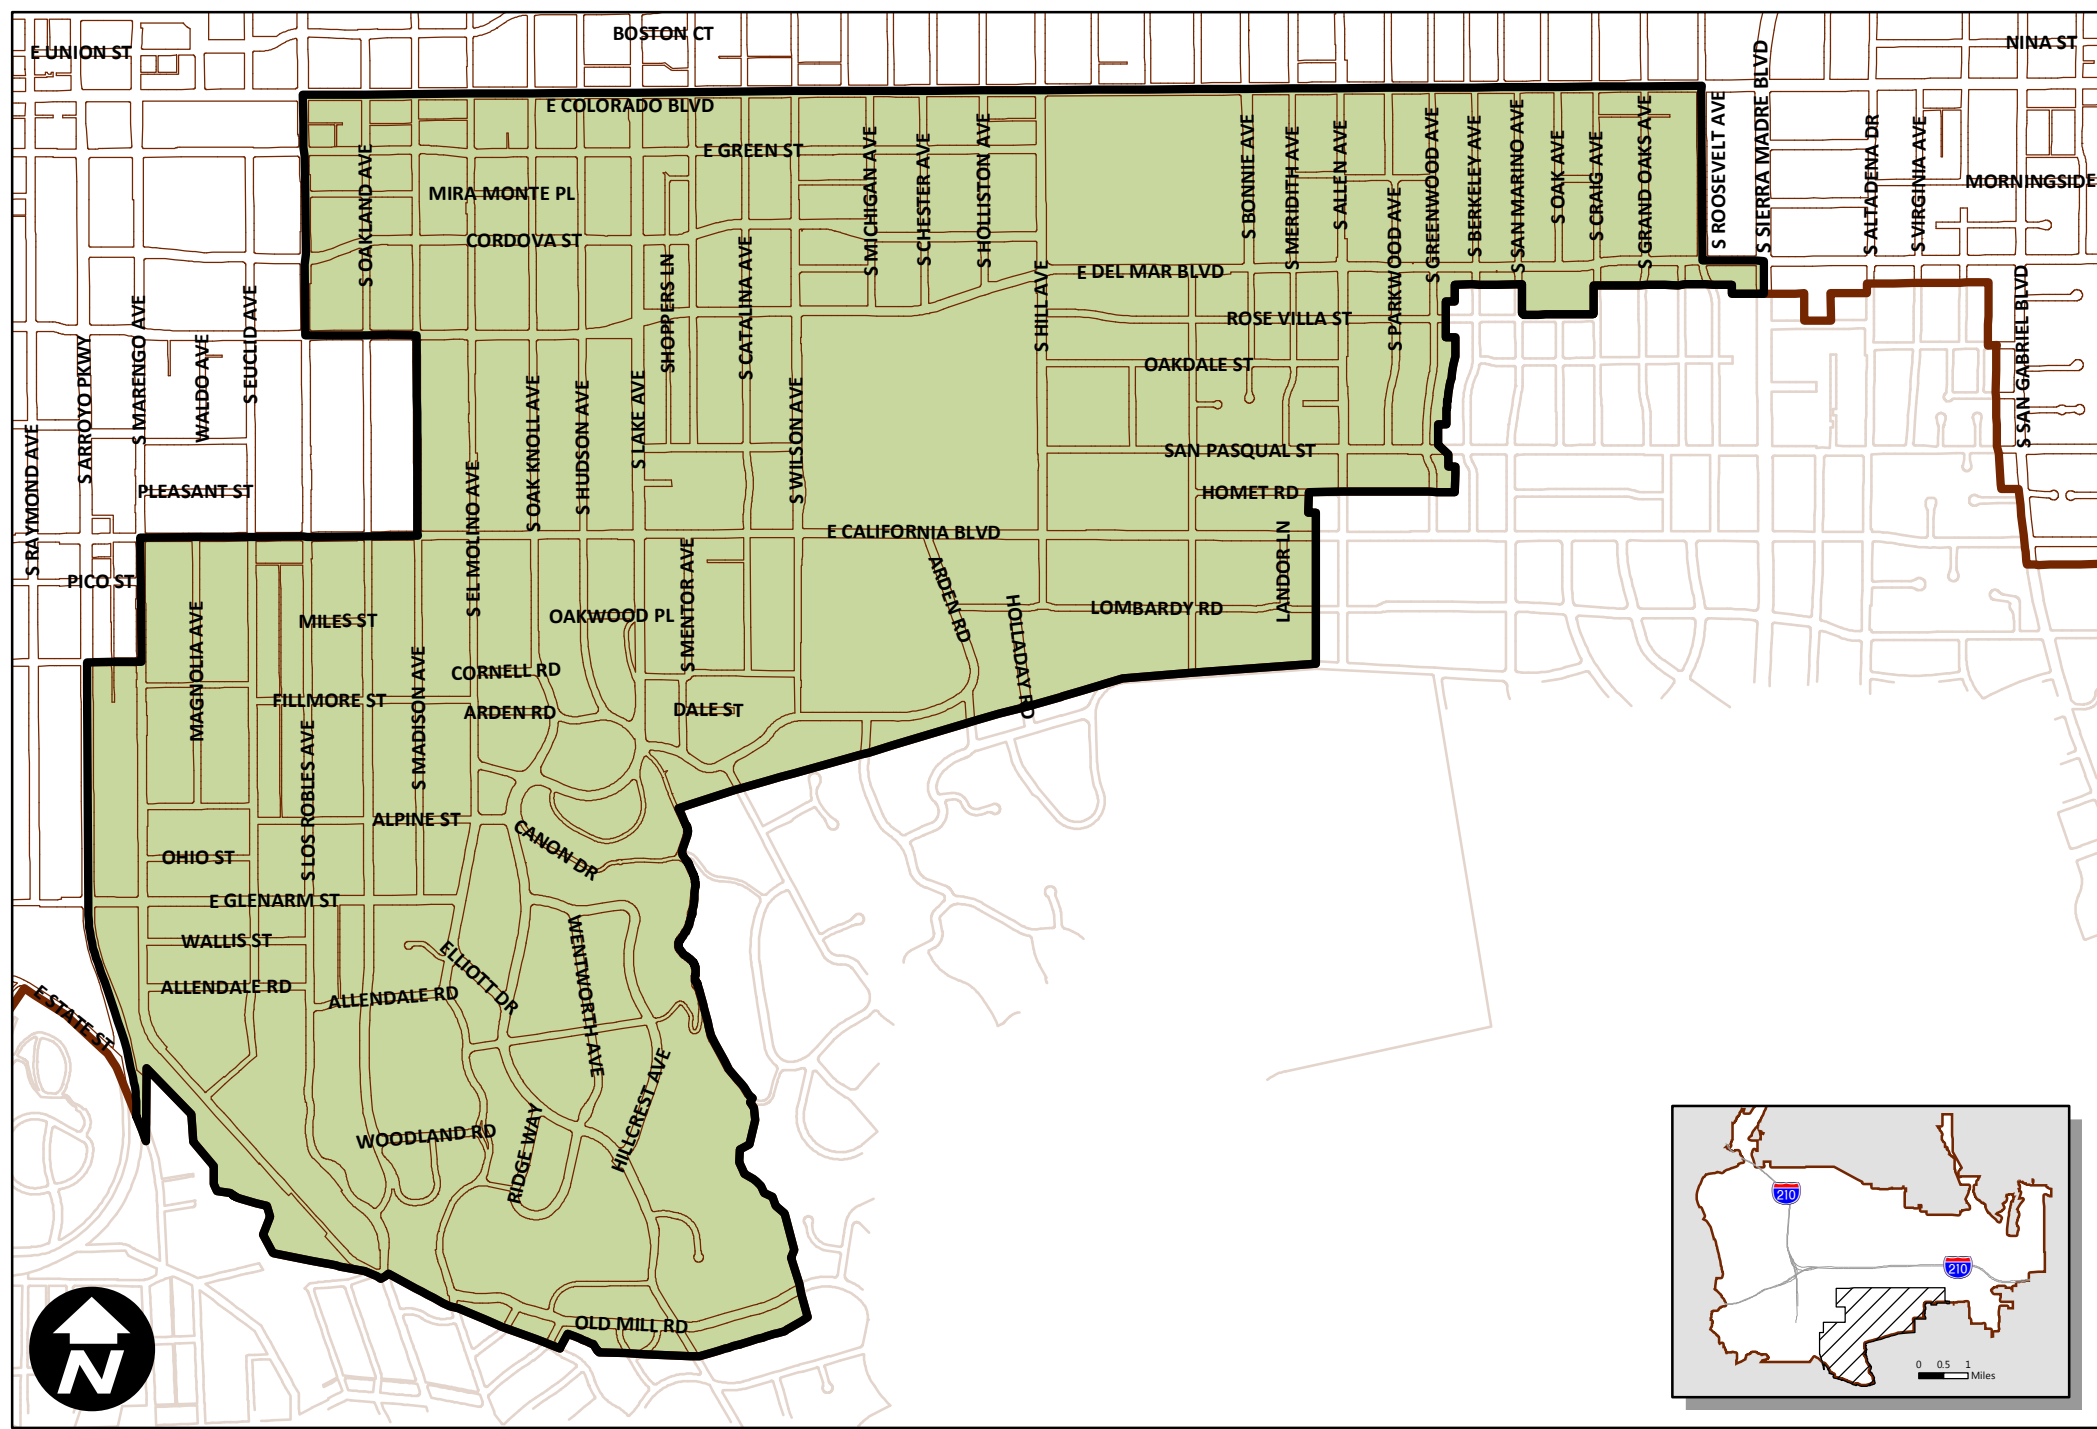 BOSTON CT
E UNION ST
NINA ST
S SIERRA MADRE BLVD
E COLORADO BLVD
S ROOSEVELT AVE
E GREEN ST
S OAKLAND AVE
S MICHIGAN AVE
S CHESTER AVE
S HOLLISTON AVE
S BONNIE AVE
S MERIDITH AVE
S ALLEN AVE
S PARKWOOD AVE
S GREENWOOD AVE
S BERKELEY AVE
S SAN MARINO AVE
S OAK AVE
S CRAIG AVE
S GRAND OAKS AVE
S ALTADENA DR
S VIRGINIA AVE
MORNINGSIDE
MIRA MONTE PL
CORDOVA ST
E DEL MAR BLVD
SHOPPERS LN
S CATALINA AVE
S HILL AVE
S SAN GABRIEL BLVD
ROSE VILLA ST
OAKDALE ST
S RAYMOND AVE
S ARROYO PKWY
S MARENGO AVE
WALDO AVE
S EUCLID AVE
S EL MOLINO AVE
S OAK KNOLL AVE
S HUDSON AVE
S LAKE AVE
S WILSON AVE
SAN PASQUAL ST
PLEASANT ST
HOMET RD
E CALIFORNIA BLVD
LANDOR LN
PICO ST
ARDEN RD
HOLLADAY RD
LOMBARDY RD
MAGNOLIA AVE
MILES ST
OAKWOOD PL
S MENTOR AVE
CORNELL RD
S MADISON AVE
FILLMORE ST
ARDEN RD
DALE ST
S LOS ROBLES AVE
ALPINE ST
CANON DR
OHIO ST
E GLENARM ST
WALLIS ST
ELLIOTT DR
WENTWORTH AVE
ALLENDALE RD
ALLENDALE RD
E STATE ST
HILLCREST AVE
WOODLAND RD
RIDGE WAY
OLD MILL RD
N
210
210
0 0.5 1
Miles